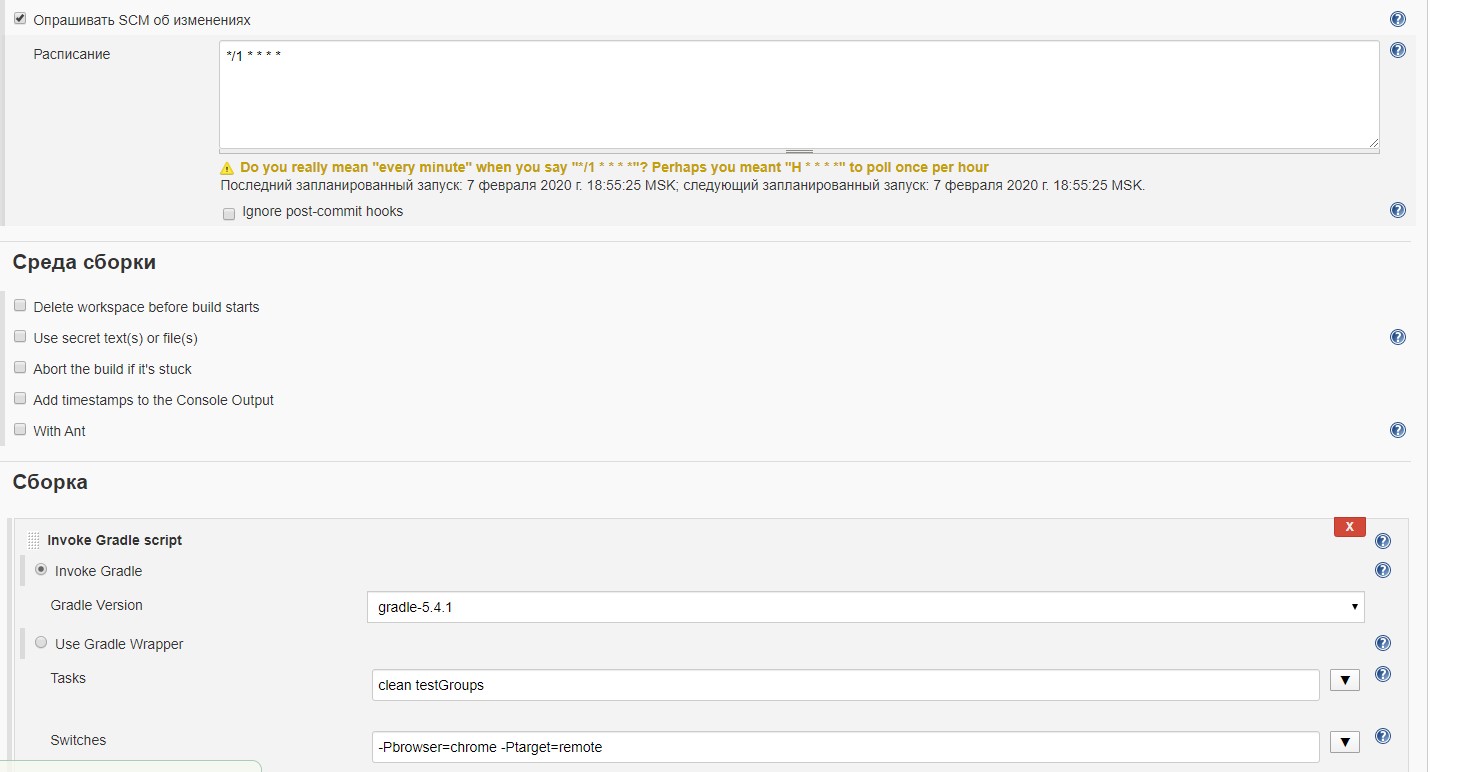 Опрашивать SCM об изменениях
Расписание
*/1 * * * *
Do you really mean "every minute" when you say "*/1 * * * *"? Perhaps you meant "H * * * *" to poll once per hour
Последний запланированный запуск: 7 февраля 2020 г. 18:55:25 MSK; следующий запланированный запуск: 7 февраля 2020 г. 18:55:25 MSK.
Ignore post-commit hooks
Среда сборки
Delete workspace before build starts
Use secret text(s) or file(s)
Abort the build if it's stuck
Add timestamps to the Console Output
With Ant
Сборка
X
Invoke Gradle script
Invoke Gradle
Gradle Version
gradle-5.4.1
Use Gradle Wrapper
Tasks
clean testGroups
Switches
-Pbrowser=chrome -Ptarget=remote